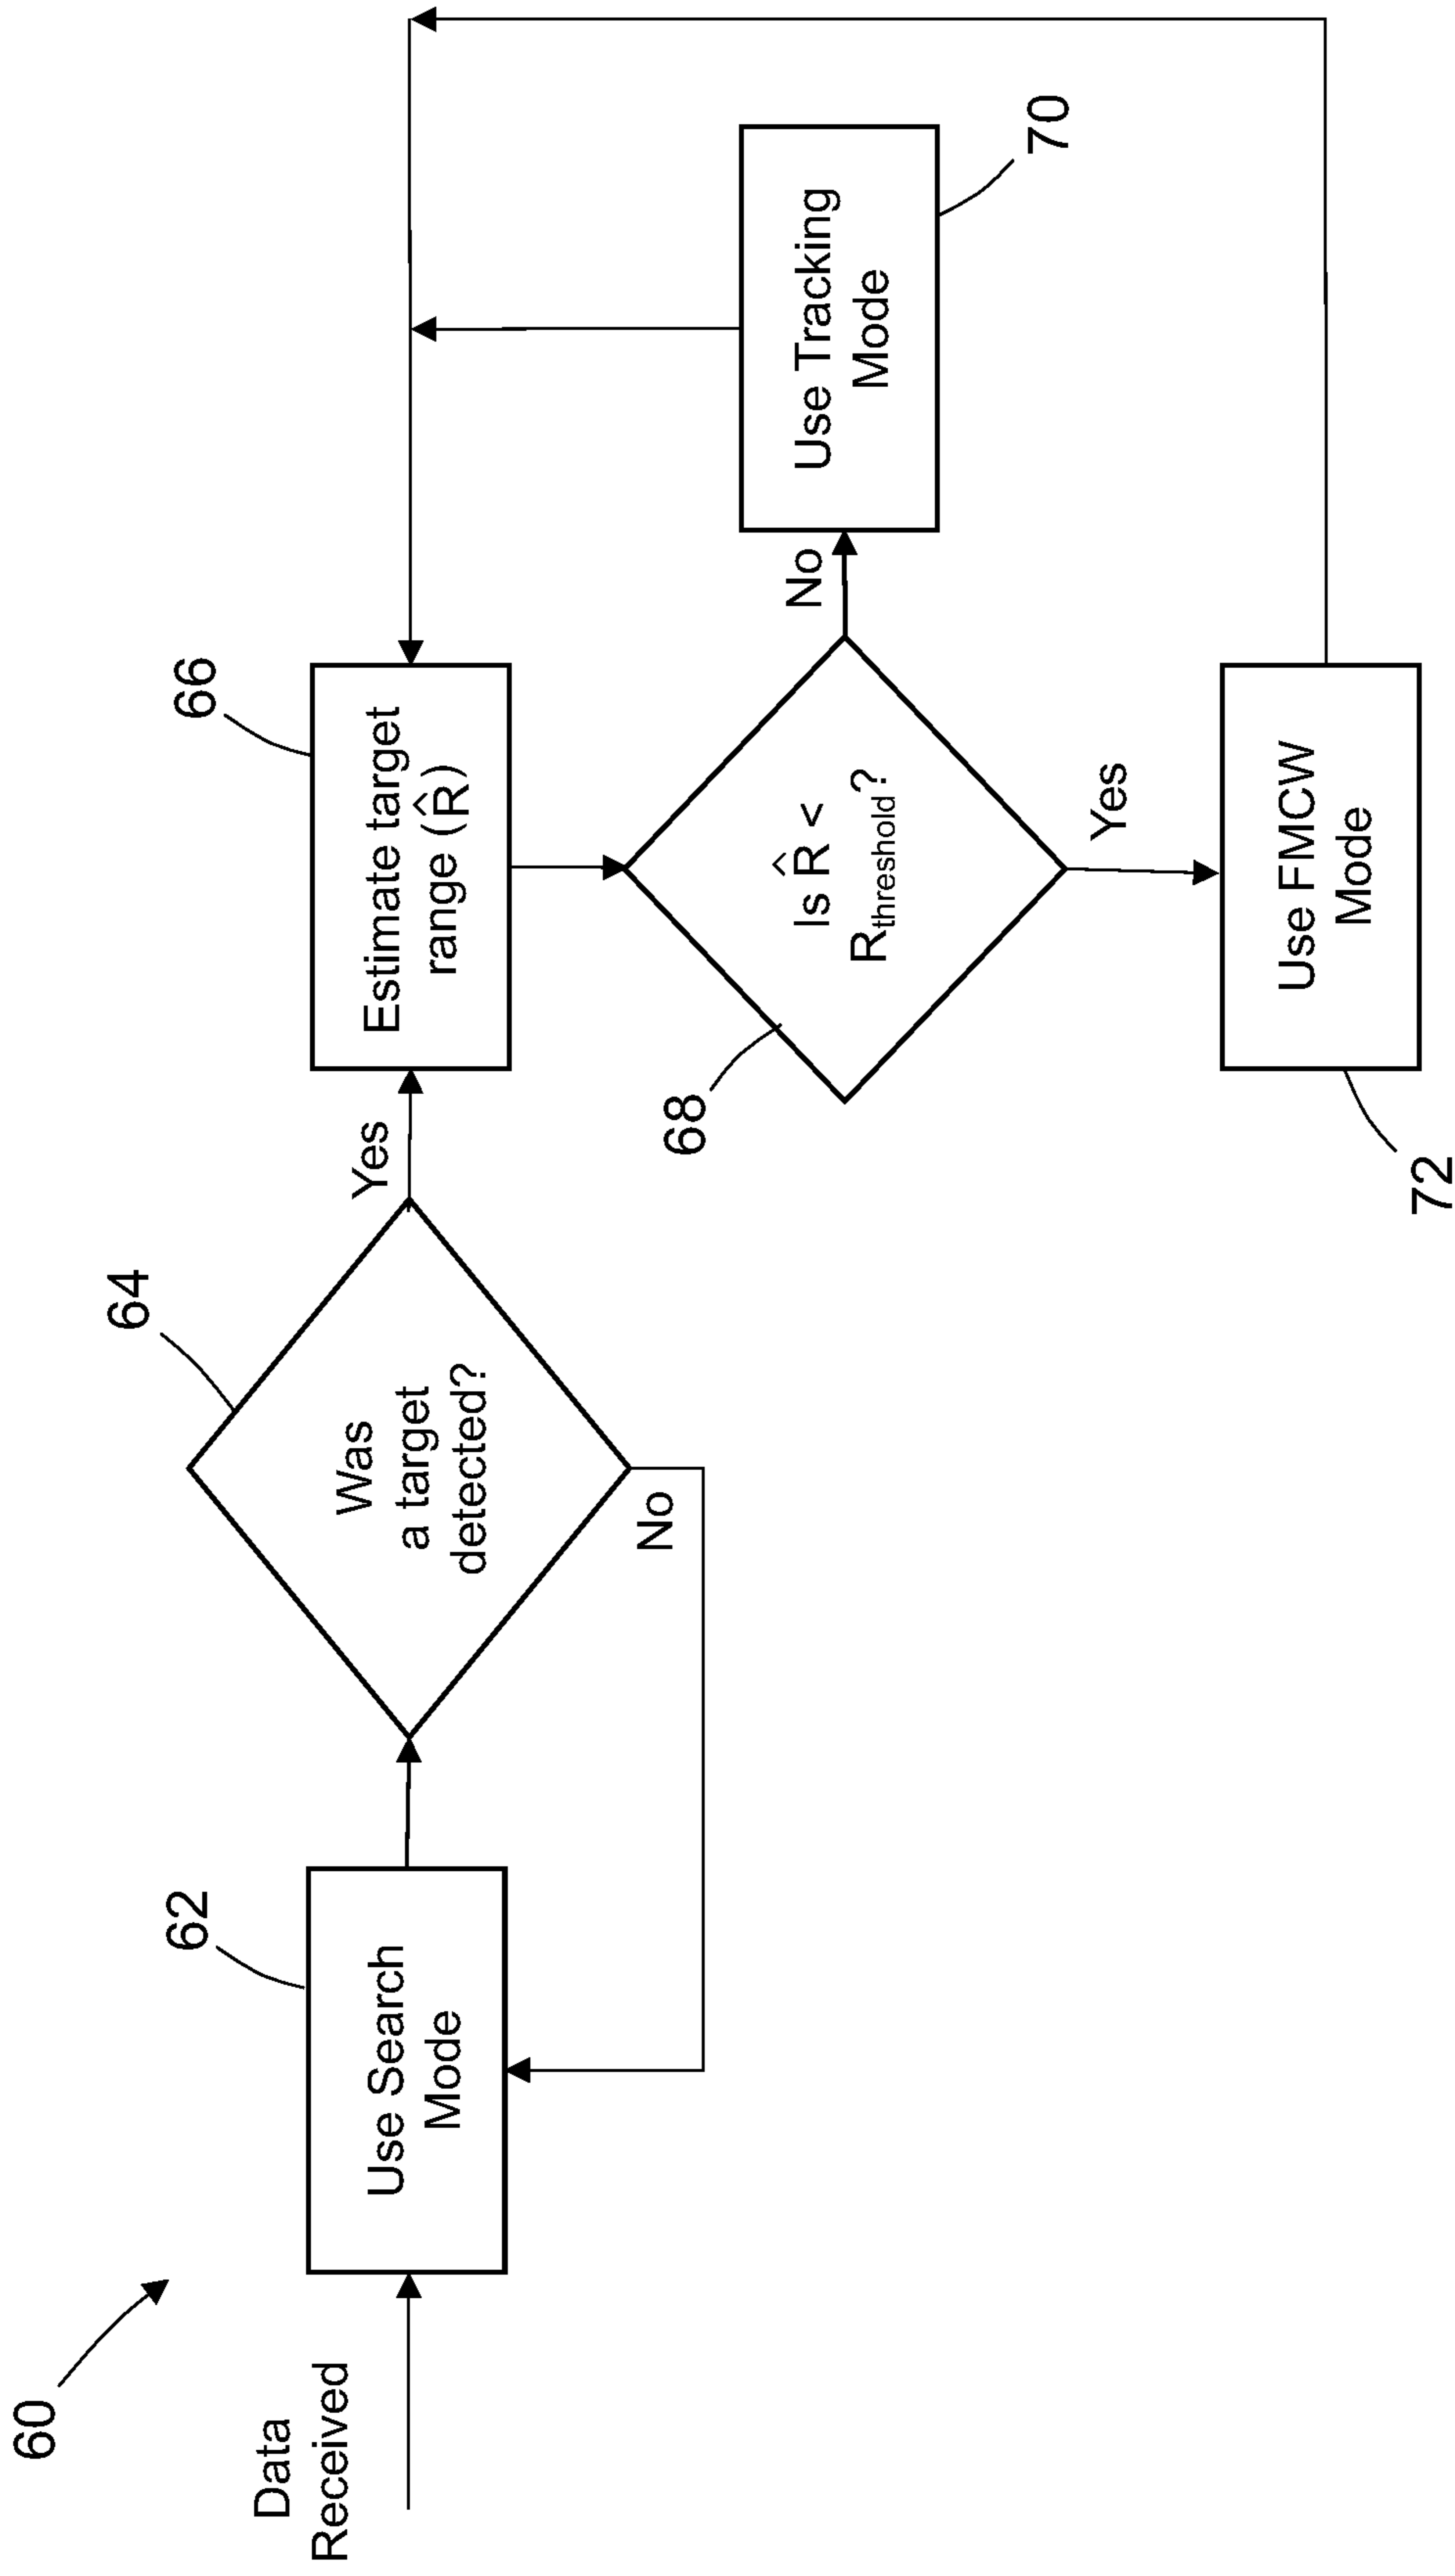 60
Data
Received
62
Use Search
Mode
64
Was
a target
detected?
Yes
No
66
Estimate target
range (R̂)
68
Is R̂ <
Rthreshold?
No
Yes
70
Use Tracking
Mode
72
Use FMCW
Mode